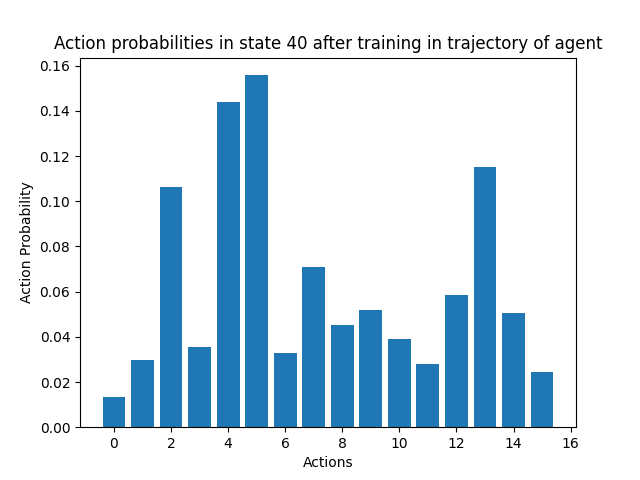 Action probabilities in state 40 after training in trajectory of agent
0.16
0.14
0.12
0.10
0.08
0.06
0.04
0.02
0.00
Action Probability
0 2 4 6 8 10 12 14 16
Actions